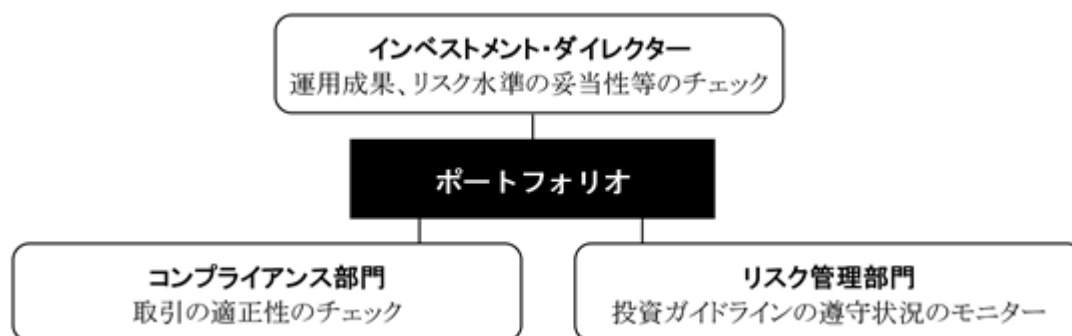 インベストメント・ダイレクター
運用成果、リスク水準の妥当性等のチェック
ポートフォリオ
コンプライアンス部門
取引の適正性のチェック
リスク管理部門
投資ガイドラインの遵守状況のモニター